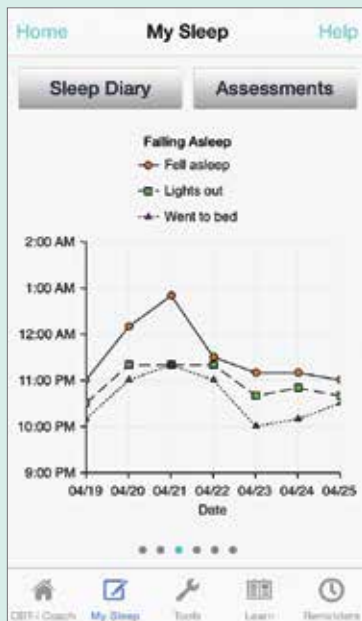 Home My Sleep Help
Sleep Diary Assessments
Falling Asleep
Fell asleep
Lights out
Went to bed
2:00 AM
1:00 AM
12:00 AM
11:00 PM
10:00 PM
9:00 PM
04/19 04/20 04/21 04/22 04/23 04/24 04/25
Date
CBT-i Coach My Sleep Tools Learn Reminders